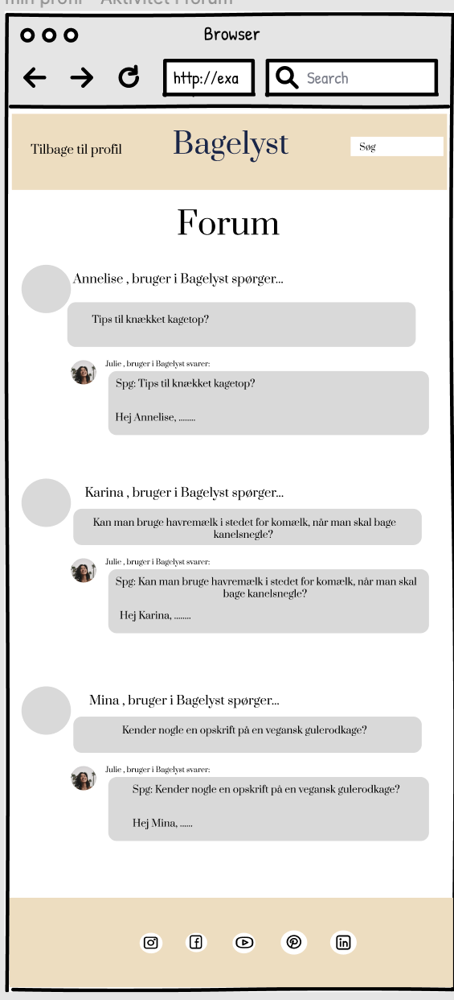 min profil - Aktivitet i forum
Browser
http://exa
Search
Tilbage til profil
Bagelyst
Søg
Forum
Annelise , bruger i Bagelyst spørger...
Tips til knækket kagetop?
Julie , bruger i Bagelyst svarer:
Spg: Tips til knækket kagetop?
Hej Annelise, ........
Karina , bruger i Bagelyst spørger...
Kan man bruge havremælk i stedet for komælk, når man skal bage
kanelsnegle?
Julie , bruger i Bagelyst svarer:
Spg: Kan man bruge havremælk i stedet for komælk, når man skal
bage kanelsnegle?
Hej Karina, ........
Mina , bruger i Bagelyst spørger...
Kender nogle en opskrift på en vegansk gulerodkage?
Julie , bruger i Bagelyst svarer:
Spg: Kender nogle en opskrift på en vegansk gulerodkage?
Hej Mina, ......